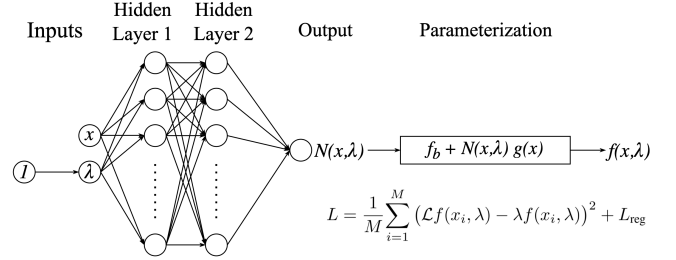 Inputs
Hidden
Layer 1
Hidden
Layer 2
Output
Parameterization
1
x
λ
N(x,λ)
f_b + N(x,λ) g(x)
f(x,λ)
L = \frac{1}{M} \sum_{i=1}^{M} (\mathcal{L}f(x_i, λ) − λf(x_i, λ))^2 + L_{reg}